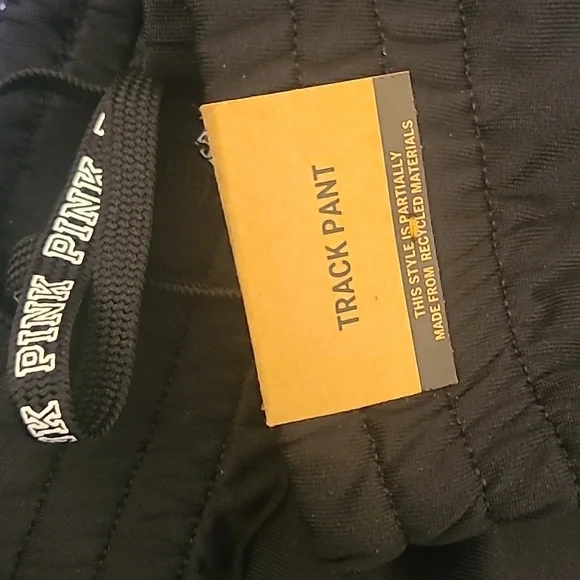 TRACK PANT
THIS STYLE IS PARTIALLY
MADE FROM RECYCLED MATERIALS
PINK PINK